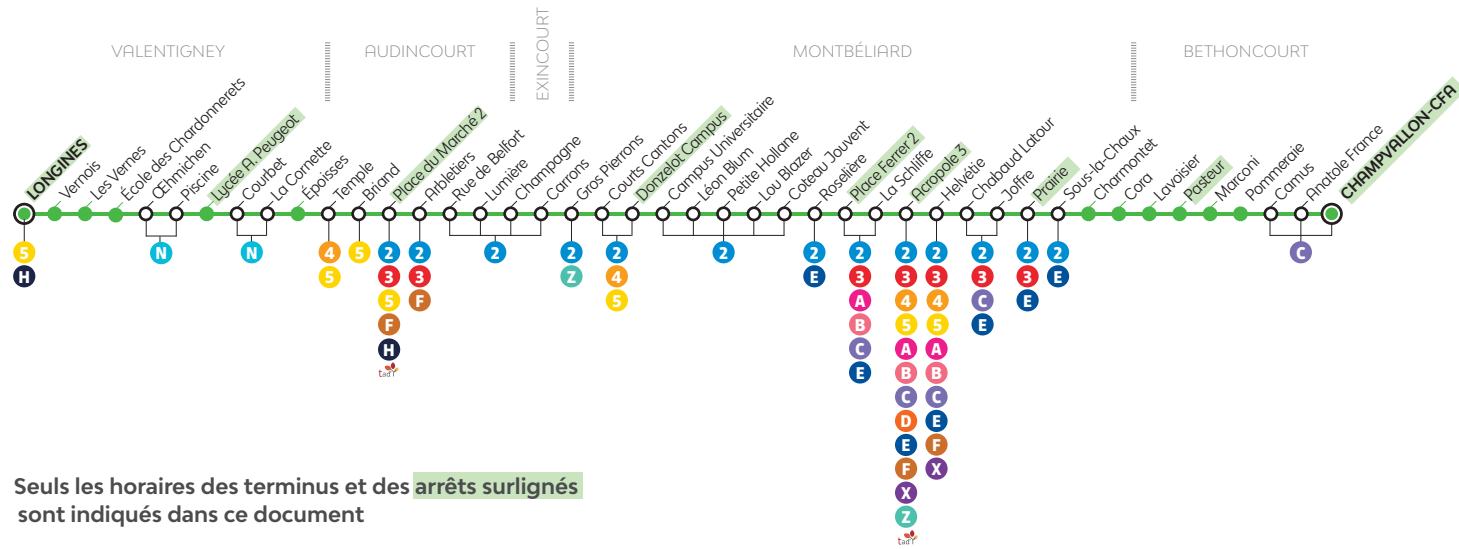 VALENTIGNEY
AUDINCOURT
EXINCOURT
MONTBÉLIARD
BETHONCOURT
LONGINES
Vernois
Les Vernes
École des Chardonnerets
Œhmichen
Piscine
Lycée A. Peugeot
Courbet
La Cornette
Époisses
Temple
Briand
Place du Marché 2
Arbletiers
Rue de Belfort
Lumière
Champagne
Carrons
Gros Pierrons
Courts Cantons
Donzelot Campus
Campus Universitaire
Léon Blum
Petite Hollane
Lou Blazer
Coteau Jouvent
Roselière
Place Ferrer 2
La Schliffe
Acropole 3
Helvétie
Chabaud Latour
Joffre
Prairie
Sous-la-Chaux
Charmontet
Cora
Lavoisier
Pasteur
Marconi
Pommeraie
Camus
Anatole France
CHAMPVALLON-CFA
5
H
N
N
4
5
5
2
3
5
F
H
tad
2
3
F
2
2
Z
2
4
5
2
2
E
2
3
A
B
C
E
2
3
4
5
A
B
C
D
E
F
X
Z
tad
2
3
4
5
A
B
C
E
F
X
2
3
C
E
2
3
E
2
E
C
Seuls les horaires des terminus et des arrêts surlignés
sont indiqués dans ce document